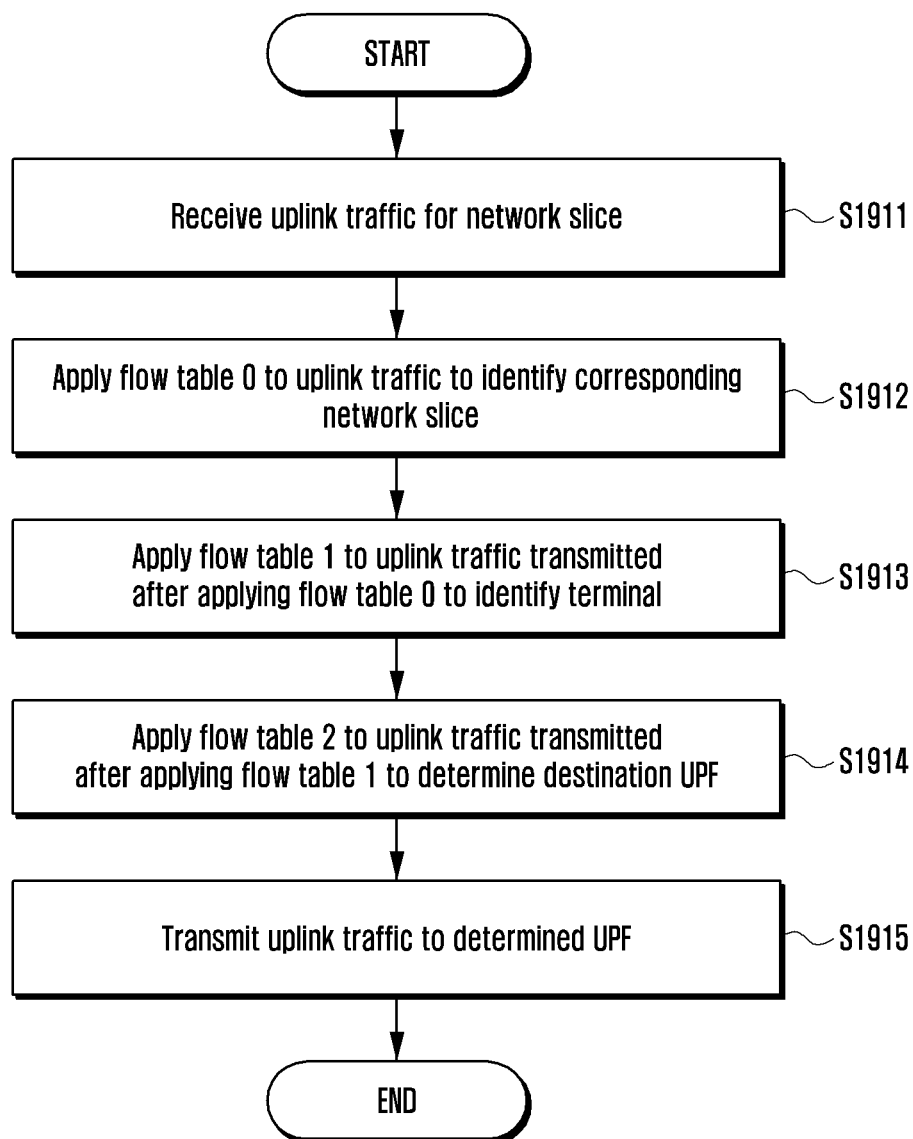 START
Receive uplink traffic for network slice
S1911
Apply flow table 0 to uplink traffic to identify corresponding
network slice
S1912
Apply flow table 1 to uplink traffic transmitted
after applying flow table 0 to identify terminal
S1913
Apply flow table 2 to uplink traffic transmitted
after applying flow table 1 to determine destination UPF
S1914
Transmit uplink traffic to determined UPF
S1915
END